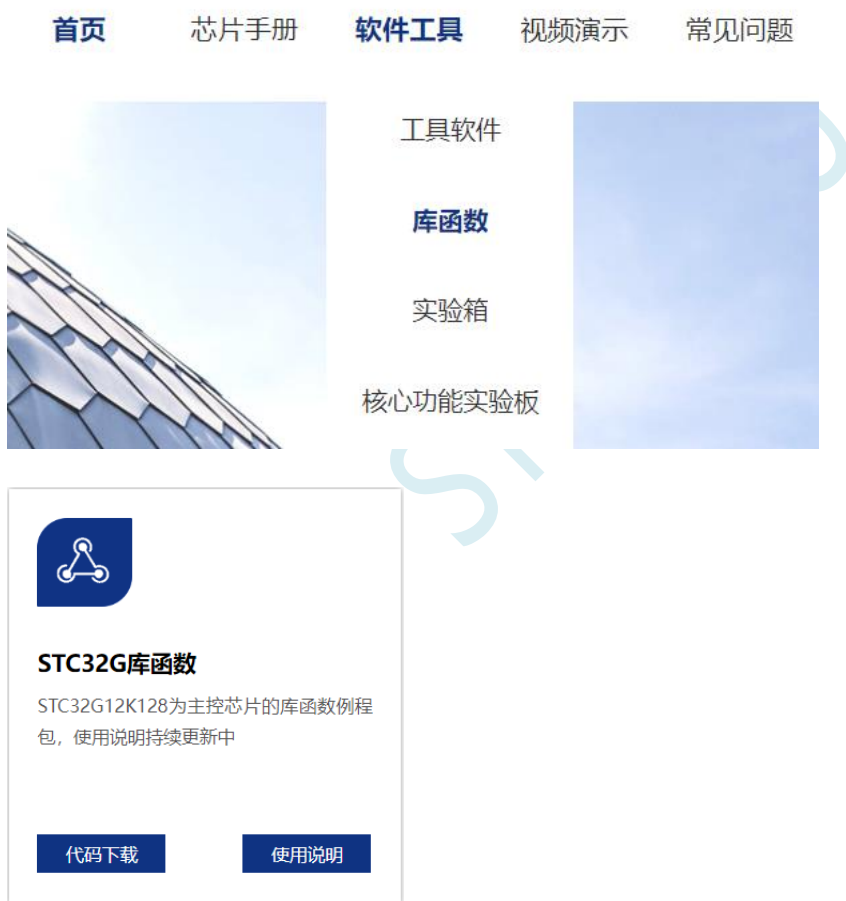 首页 芯片手册 软件工具 视频演示 常见问题
工具软件
库函数
实验箱
核心功能实验板
STC32G库函数
STC32G12K128为主控芯片的库函数例程
包，使用说明持续更新中
代码下载 使用说明